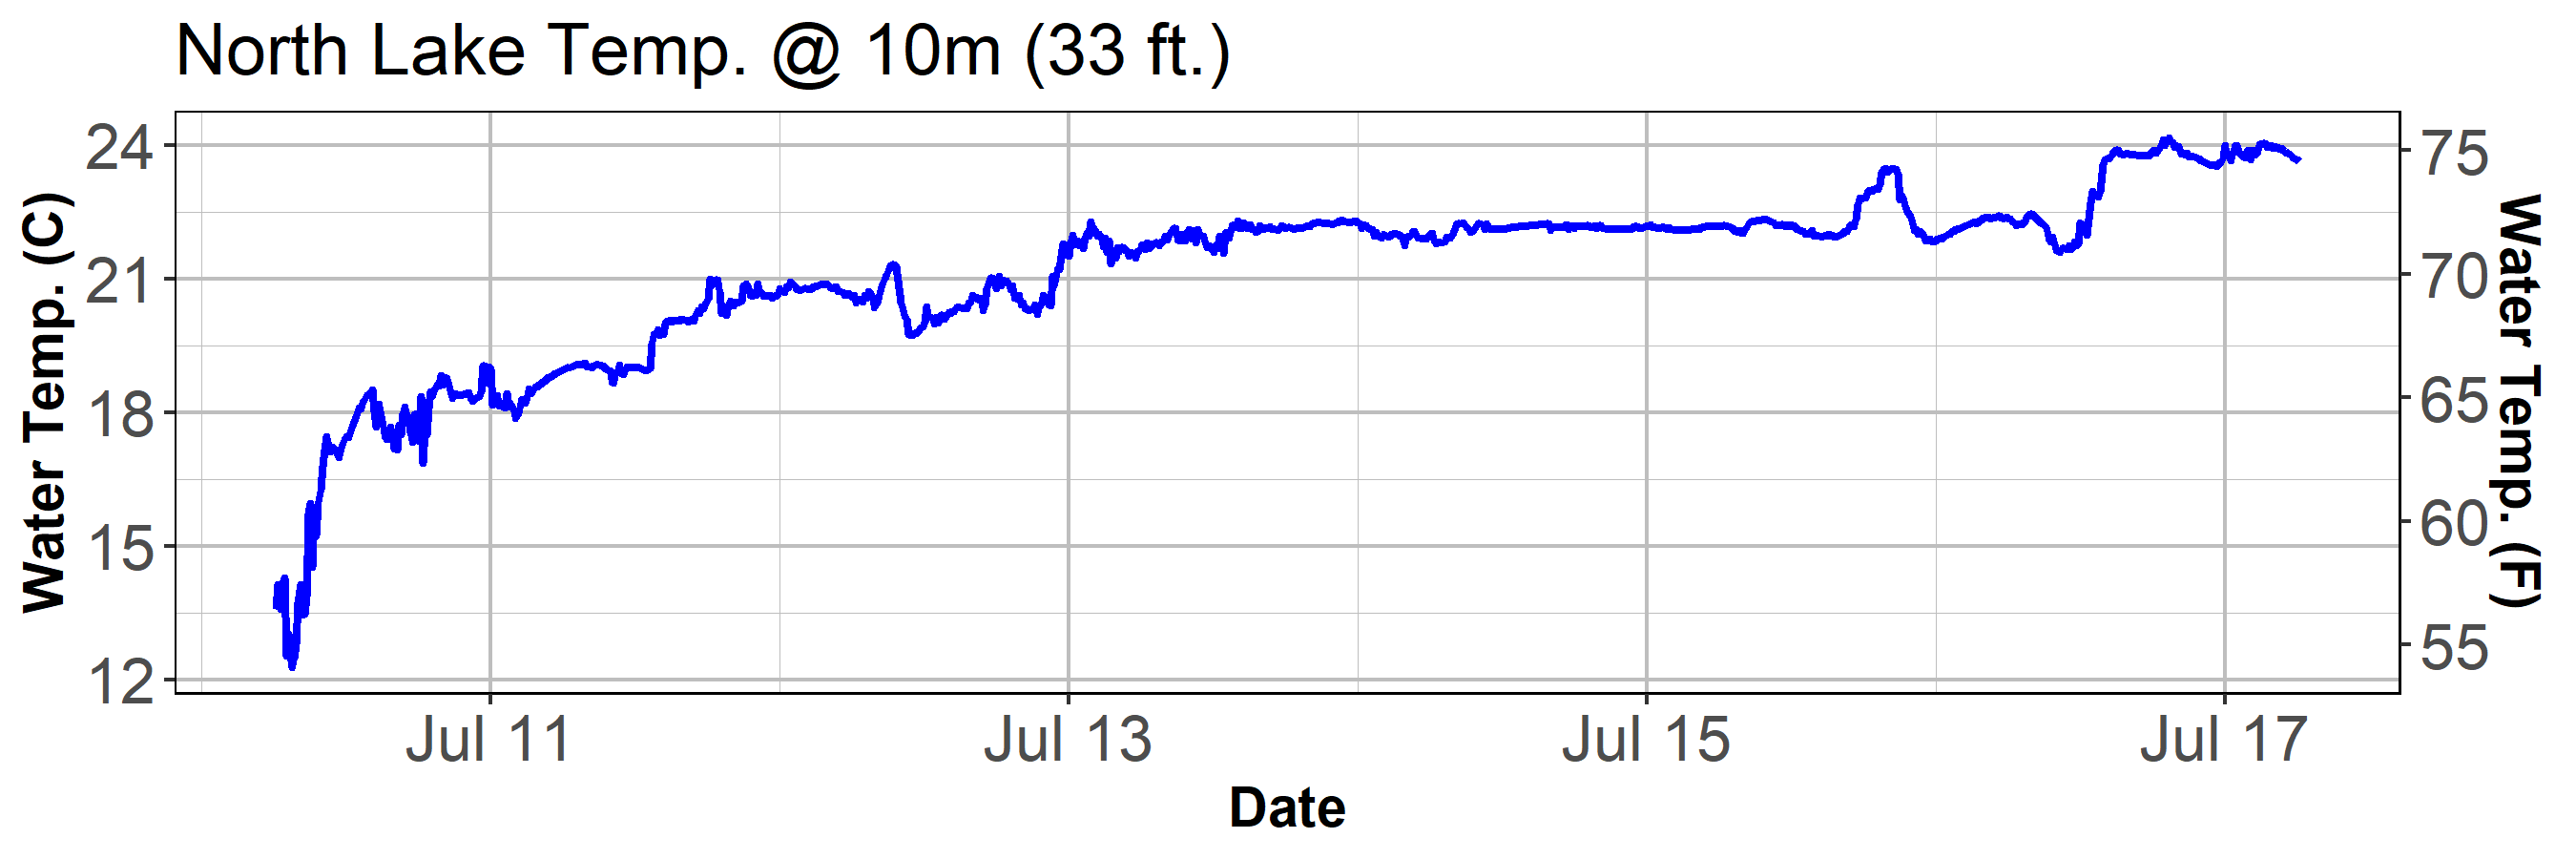 North Lake Temp. @ 10m (33 ft.)
Water Temp. (C)
24
21
18
15
12
75
70
65
60
55
Water Temp. (F)
Jul 11 Jul 13 Jul 15 Jul 17
Date